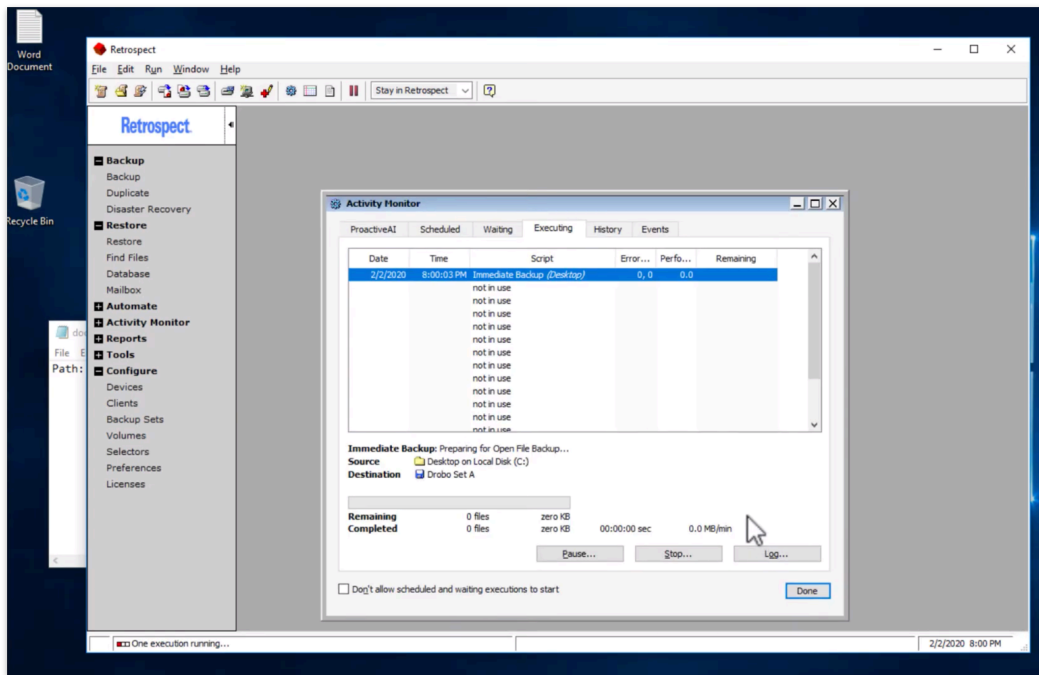 Word
Document
Recycle Bin
Retrospect
File Edit Run Window Help
Stay in Retrospect
Retrospect.
Backup
Backup
Duplicate
Disaster Recovery
Restore
Restore
Find Files
Database
Mailbox
Automate
Activity Monitor
Reports
Tools
Configure
Devices
Clients
Backup Sets
Volumes
Selectors
Preferences
Licenses
File E
Path:
Activity Monitor
ProactiveAI Scheduled Waiting Executing History Events
Date Time Script Error... Perfo... Remaining
2/2/2020 8:00:03 PM Immediate Backup (Desktop) 0, 0 0.0
not in use
not in use
not in use
not in use
not in use
not in use
not in use
not in use
not in use
not in use
not in use
not in use
Immediate Backup: Preparing for Open File Backup...
Source Desktop on Local Disk (C:)
Destination Drobo Set A
Remaining 0 files zero KB
Completed 0 files zero KB 00:00:00 sec 0.0 MB/min
Pause... Stop... Log...
Don't allow scheduled and waiting executions to start
Done
One execution running...
2/2/2020 8:00 PM